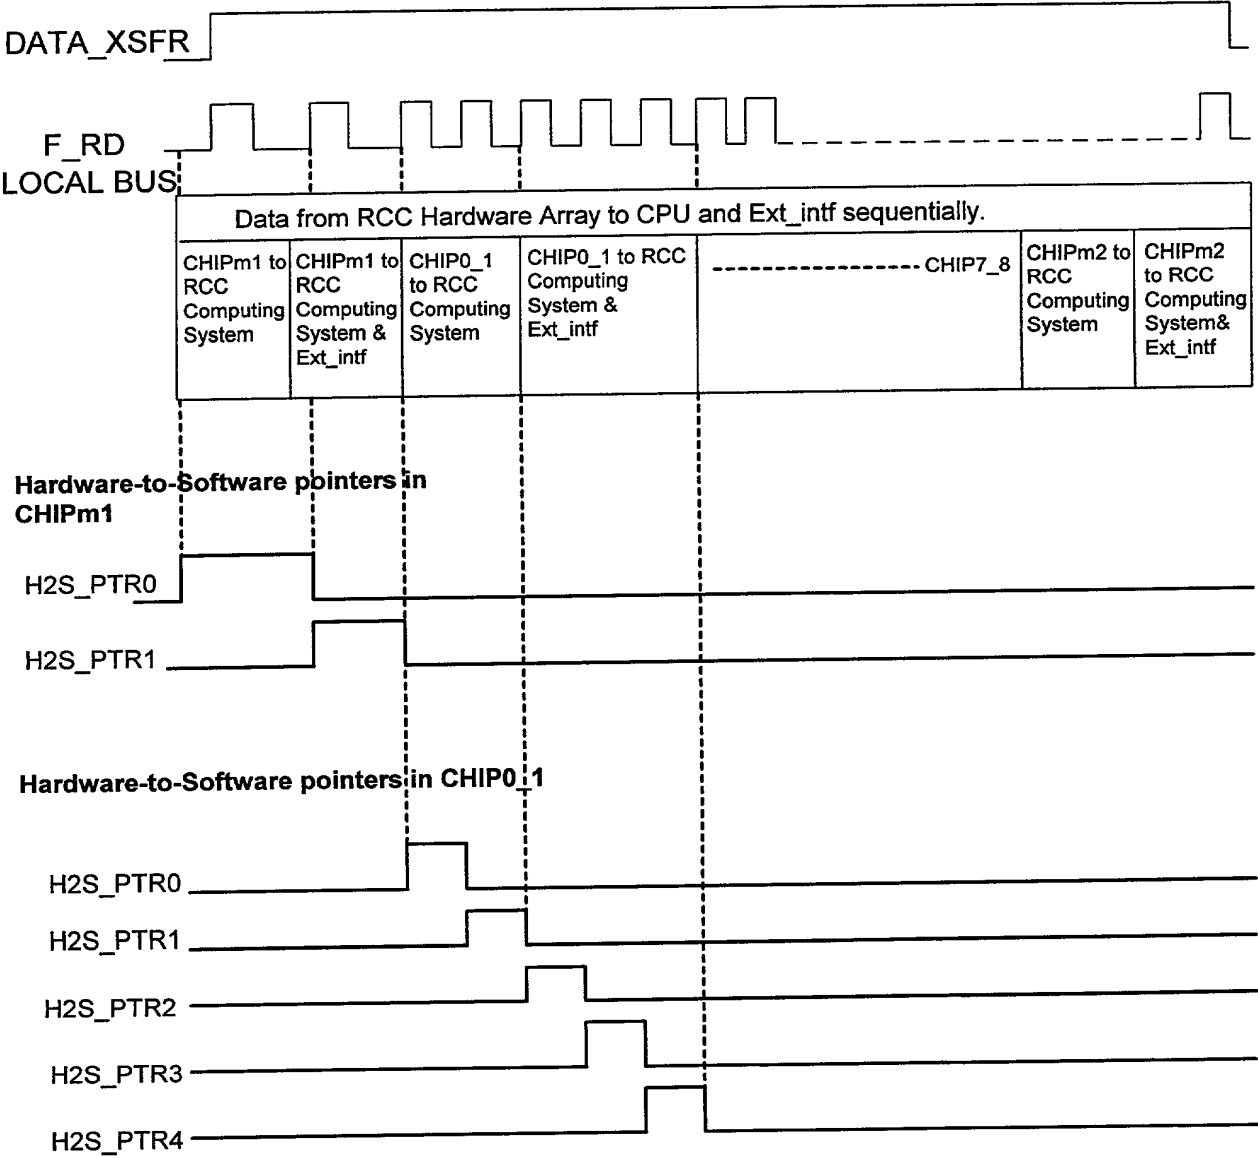 DATA_XSFR
F_RD
LOCAL BUS
Data from RCC Hardware Array to CPU and Ext_intf sequentially.
CHIPm1 to
RCC
Computing
System
CHIPm1 to
RCC
Computing
System &
Ext_intf
CHIP0_1
to RCC
Computing
System
CHIP0_1 to RCC
Computing
System &
Ext_intf
CHIP7_8
CHIPm2 to
RCC
Computing
System
CHIPm2
to RCC
Computing
System&
Ext_intf
Hardware-to-Software pointers in
CHIPm1
H2S_PTR0
H2S_PTR1
Hardware-to-Software pointers in CHIP0_1
H2S_PTR0
H2S_PTR1
H2S_PTR2
H2S_PTR3
H2S_PTR4